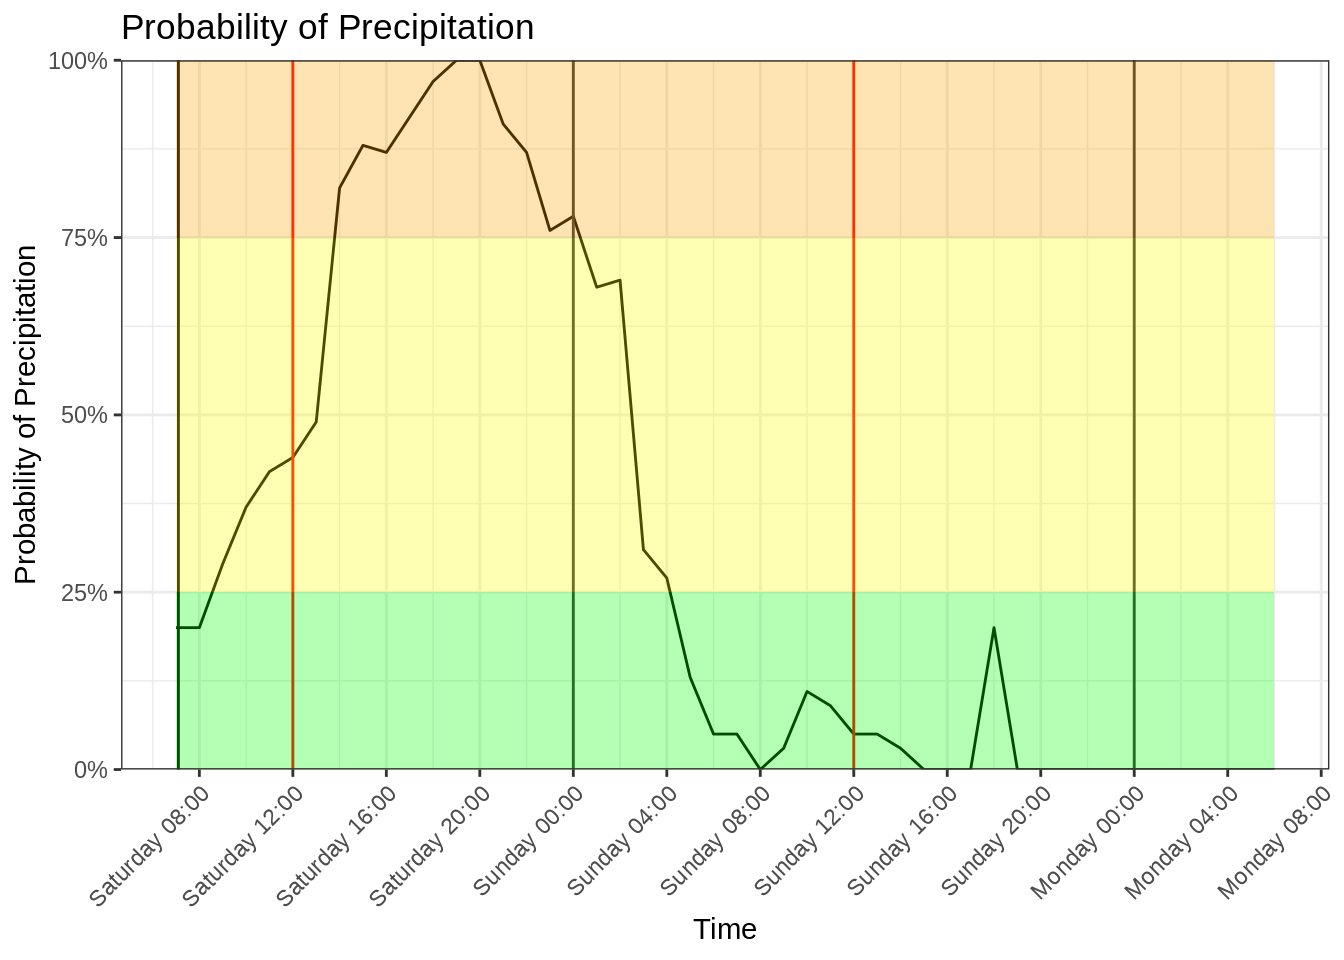 Probability of Precipitation
100%
75%
50%
25%
0%
Probability of Precipitation
Saturday 08:00
Saturday 12:00
Saturday 16:00
Saturday 20:00
Sunday 00:00
Sunday 04:00
Sunday 08:00
Sunday 12:00
Sunday 16:00
Sunday 20:00
Monday 00:00
Monday 04:00
Monday 08:00
Time